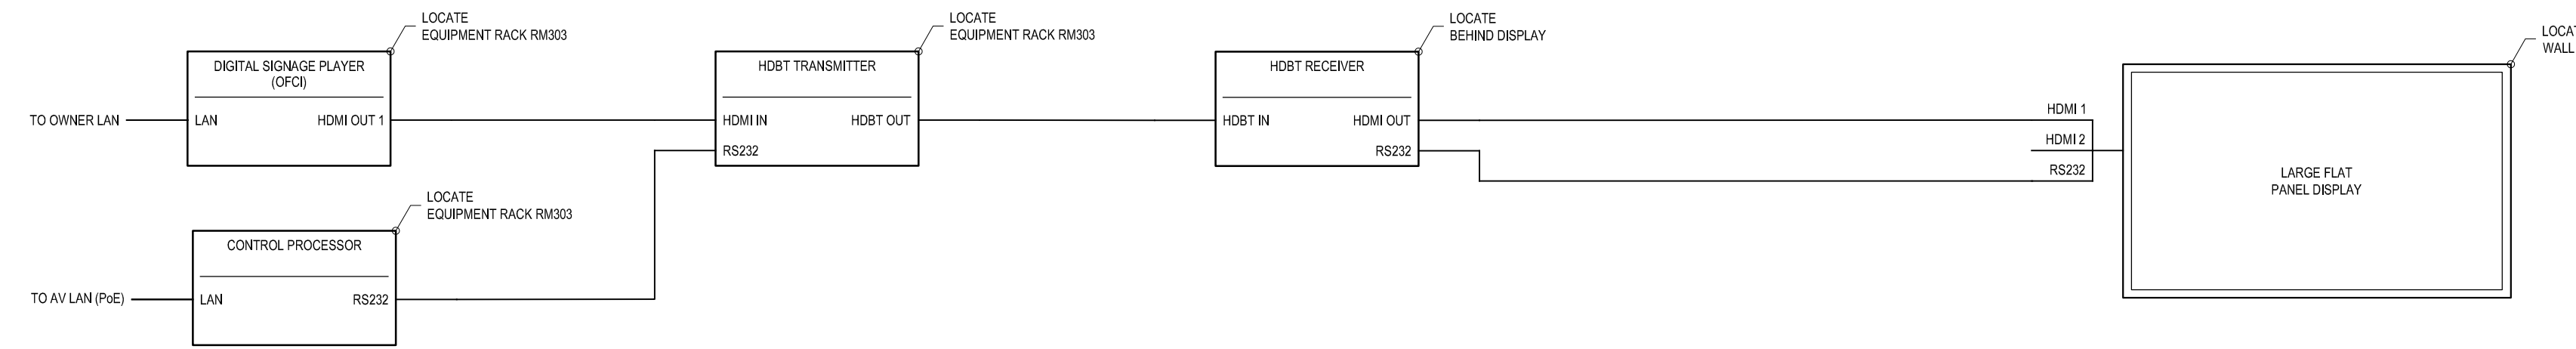 LOCATE
EQUIPMENT RACK RM303
LOCATE
EQUIPMENT RACK RM303
LOCATE
BEHIND DISPLAY
WALL
DIGITAL SIGNAGE PLAYER
(OFCI)
TO OWNER LAN
LAN
HDMI OUT 1
HDBT TRANSMITTER
HDMI IN
HDBT OUT
RS232
HDBT RECEIVER
HDBT IN
HDMI OUT
RS232
HDMI 1
HDMI 2
RS232
LARGE FLAT
PANEL DISPLAY
LOCATE
EQUIPMENT RACK RM303
CONTROL PROCESSOR
TO AV LAN (PoE)
LAN
RS232